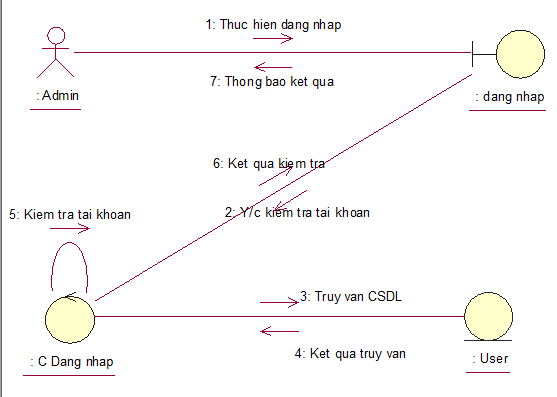 1: Thuc hien dang nhap
7: Thong bao ket qua
: Admin
: dang nhap
6: Ket qua kiem tra
2: Y/c kiem tra tai khoan
5: Kiem tra tai khoan
3: Truy van CSDL
4: Ket qua truy van
: C Dang nhap
: User